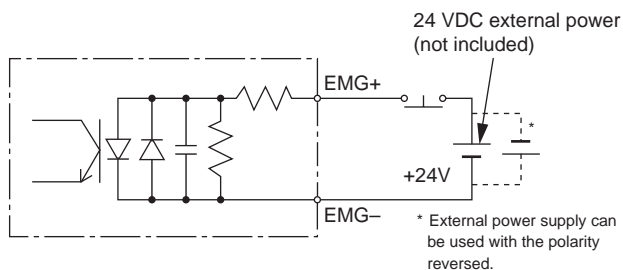 24 VDC external power
(not included)
EMG+
*
+24V
EMG–
* External power supply can
be used with the polarity
reversed.